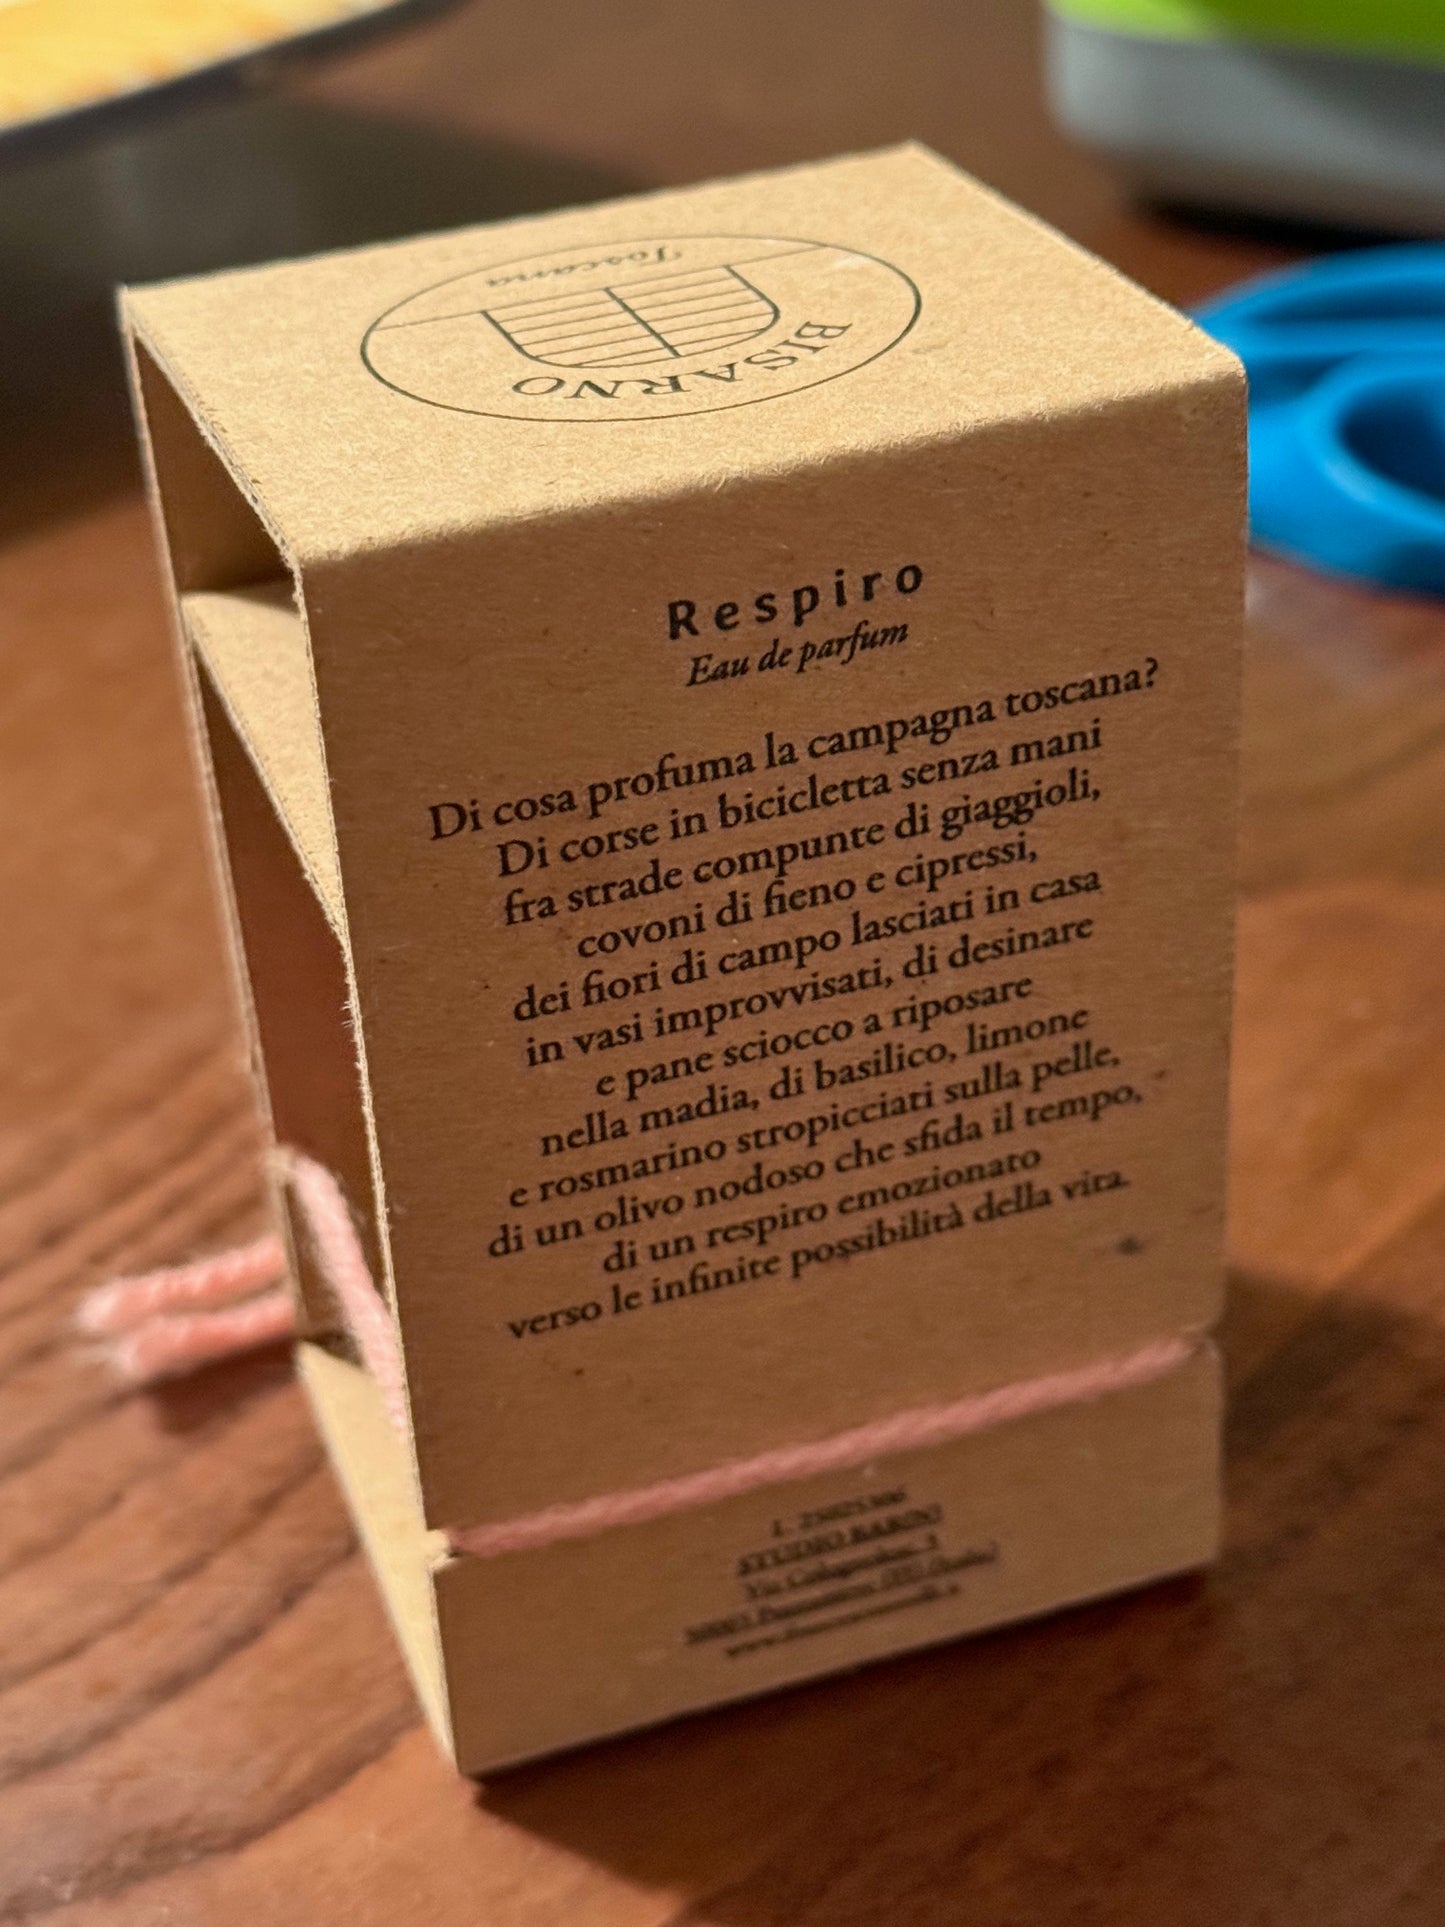 Toscana
BISARNO
Respiro
Eau de parfum
Di cosa profuma la campagna toscana?
Di corse in bicicletta senza mani
fra strade compunte di giaggioli,
covoni di fieno e cipressi,
dei fiori di campo lasciati in casa
in vasi improvvisati, di desinare
e pane sciocco a riposare
nella madia, di basilico, limone
e rosmarino stropicciati sulla pelle,
di un olivo nodoso che sfida il tempo,
di un respiro emozionato
verso le infinite possibilità della vita.
STUDIO
Via